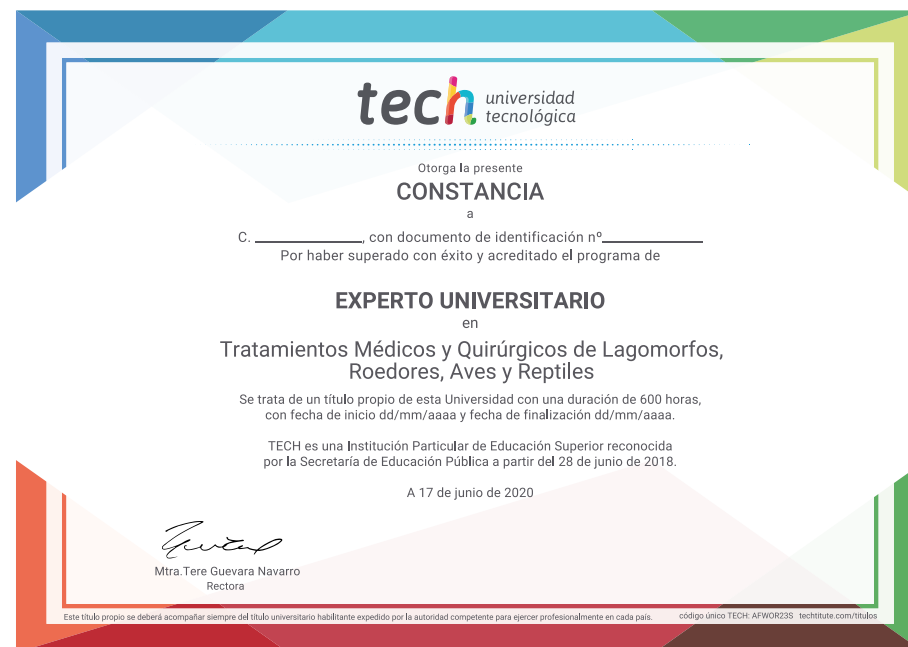 tech universidad
tecnológica
Otorga la presente
CONSTANCIA
a
C. ______________, con documento de identificación nº_____________
Por haber superado con éxito y acreditado el programa de
EXPERTO UNIVERSITARIO
en
Tratamientos Médicos y Quirúrgicos de Lagomorfos,
Roedores, Aves y Reptiles
Se trata de un título propio de esta Universidad con una duración de 600 horas,
con fecha de inicio dd/mm/aaaa y fecha de finalización dd/mm/aaaa.
TECH es una Institución Particular de Educación Superior reconocida
por la Secretaría de Educación Pública a partir del 28 de junio de 2018.
A 17 de junio de 2020
Mtra.Tere Guevara Navarro
Rectora
Este título propio se deberá acompañar siempre del título universitario habilitante expedido por la autoridad competente para ejercer profesionalmente en cada país. código único TECH: AFWOR23S techtitute.com/titulos